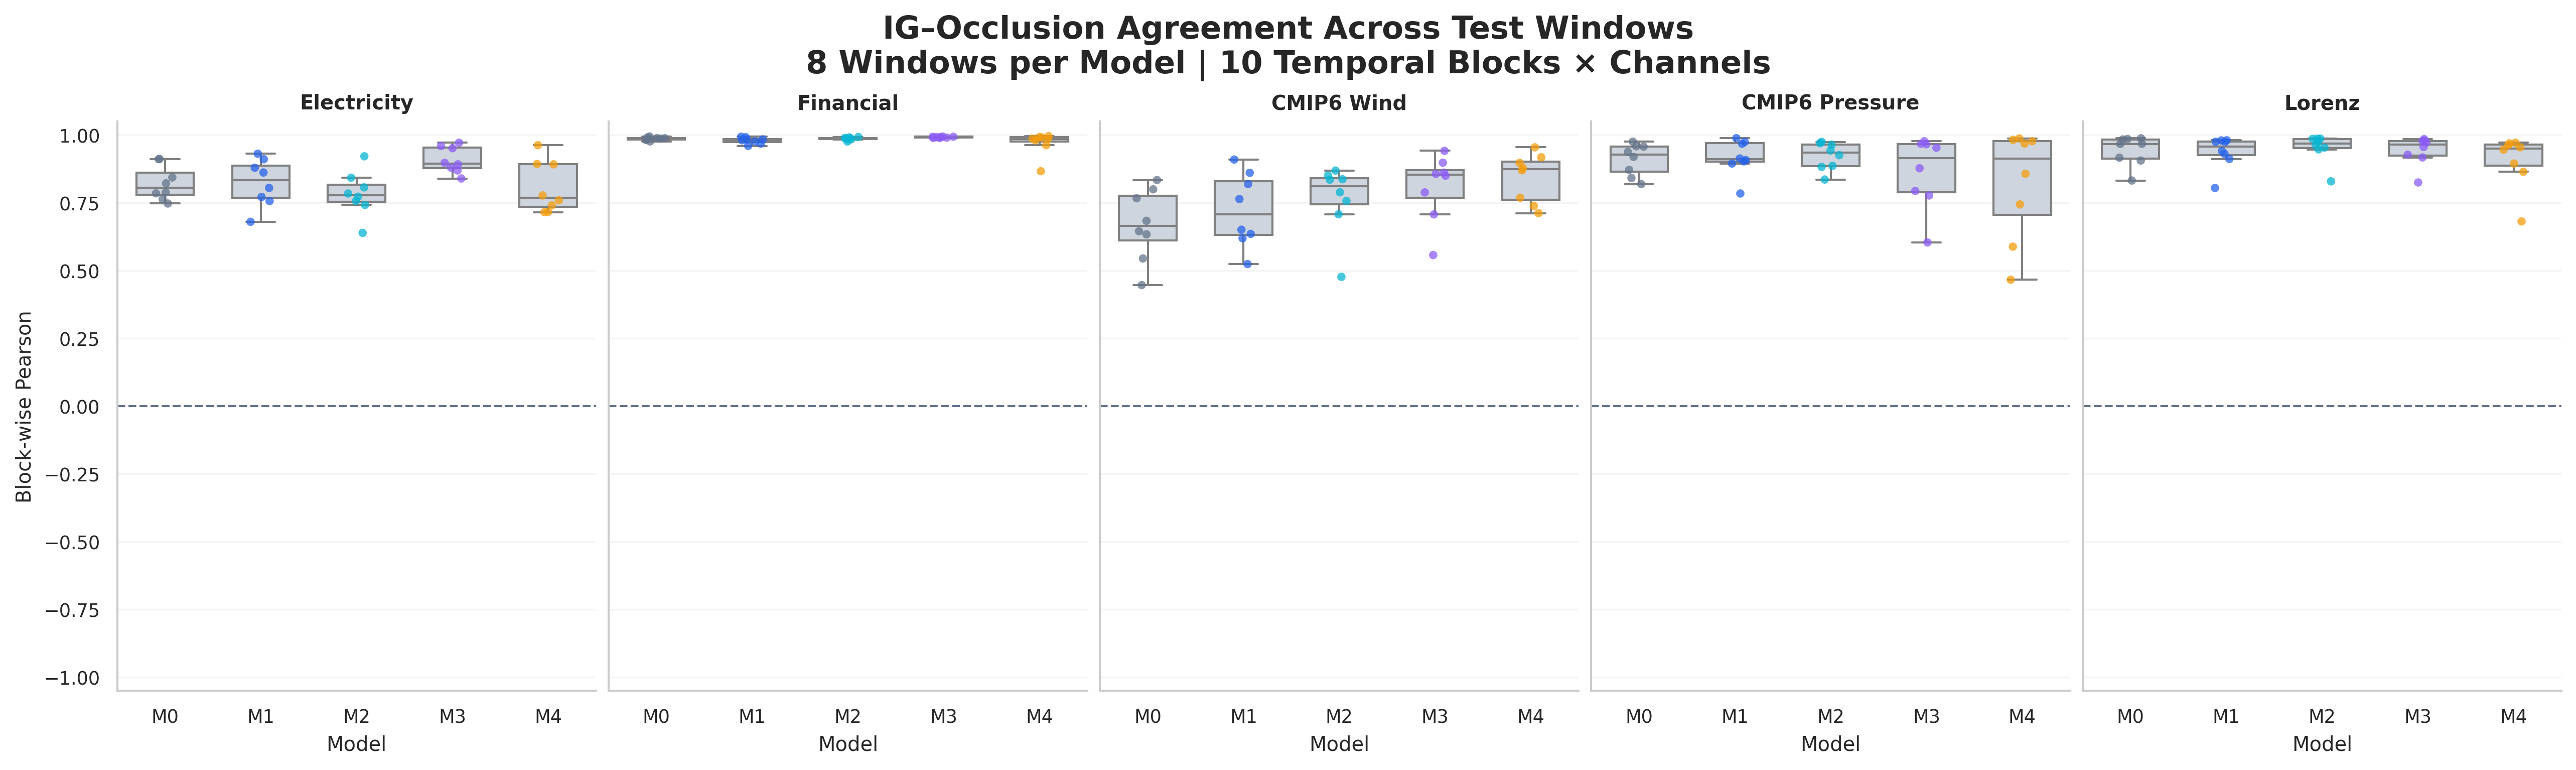 IG–Occlusion Agreement Across Test Windows
8 Windows per Model | 10 Temporal Blocks × Channels
Electricity
Financial
CMIP6 Wind
CMIP6 Pressure
Lorenz
Block-wise Pearson
1.00
0.75
0.50
0.25
0.00
−0.25
−0.50
−0.75
−1.00
M0 M1 M2 M3 M4
Model
M0 M1 M2 M3 M4
Model
M0 M1 M2 M3 M4
Model
M0 M1 M2 M3 M4
Model
M0 M1 M2 M3 M4
Model